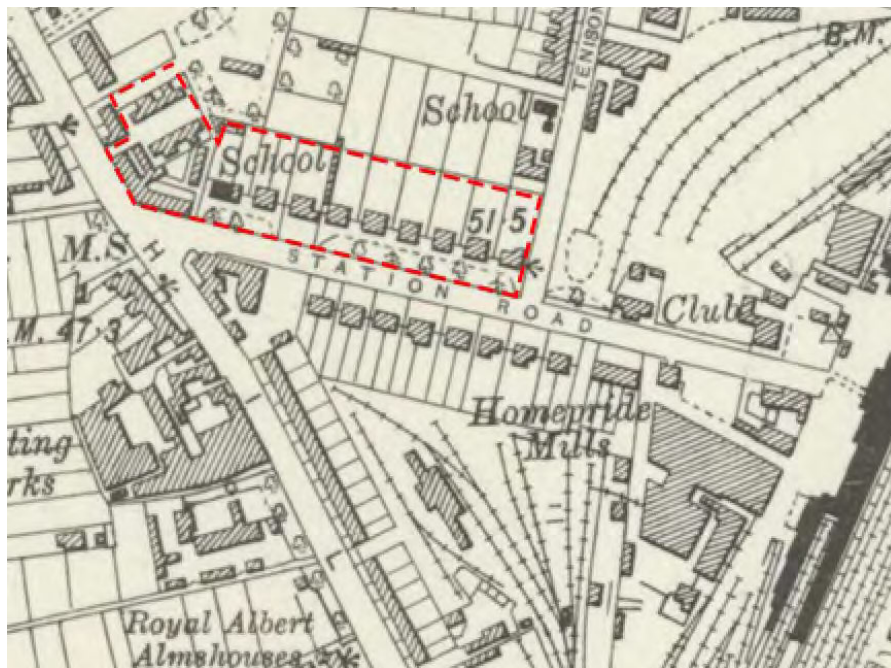 TENISON
B.M.
School
School
51·5
M.S
H
STATION
ROAD
Club
.M. 47·3
I
Homepride
Mills
ting
rks
L
L
Royal Albert
Almshouses